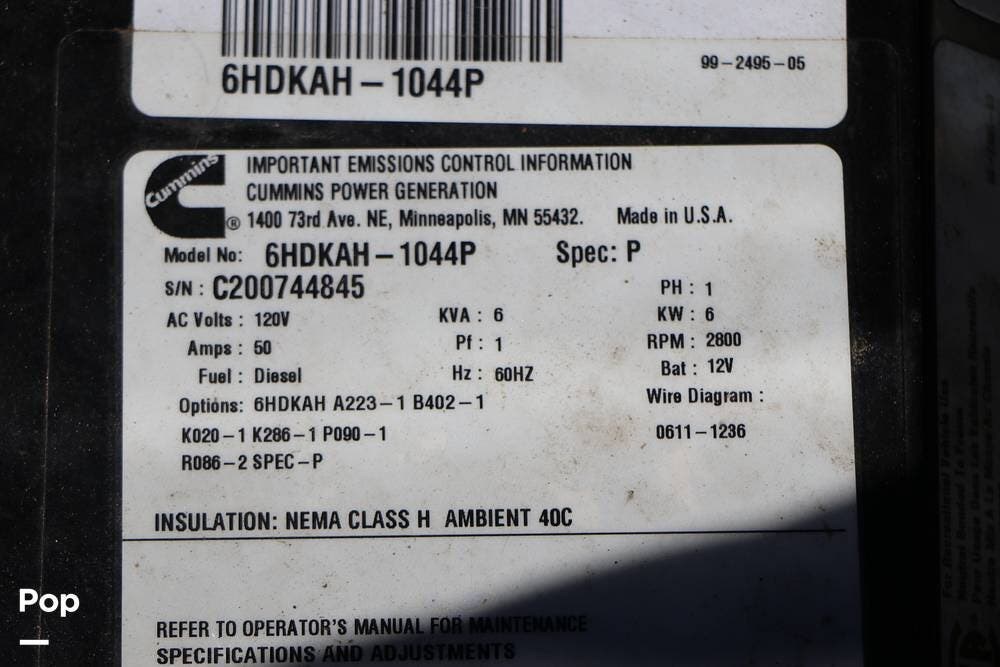 6HDKAH-1044P
99-2495-05
Cummins
IMPORTANT EMISSIONS CONTROL INFORMATION
CUMMINS POWER GENERATION
® 1400 73rd Ave. NE, Minneapolis, MN 55432. Made in U.S.A.
Model No: 6HDKAH-1044P Spec: P
S/N : C200744845 PH : 1
AC Volts : 120V KVA : 6 KW : 6
Amps : 50 Pf : 1 RPM : 2800
Fuel : Diesel Hz : 60HZ Bat : 12V
Options: 6HDKAH A223-1 B402-1 Wire Diagram :
K020-1 K286-1 P090-1 0611-1236
R086-2 SPEC-P
INSULATION: NEMA CLASS H AMBIENT 40C
REFER TO OPERATOR'S MANUAL FOR MAINTENANCE
SPECIFICATIONS AND ADJUSTMENTS
Pop